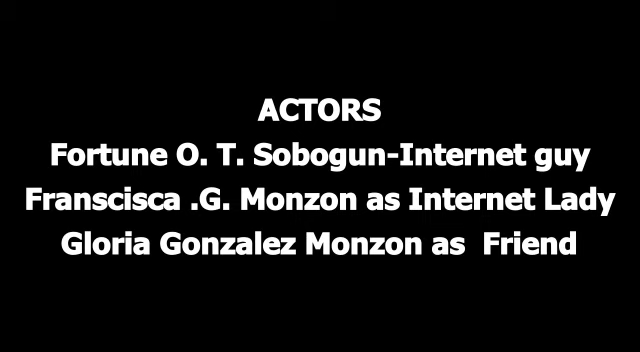 ACTORS
Fortune O. T. Sobogun-Internet guy
Franscisca .G. Monzon as Internet Lady
Gloria Gonzalez Monzon as  Friend